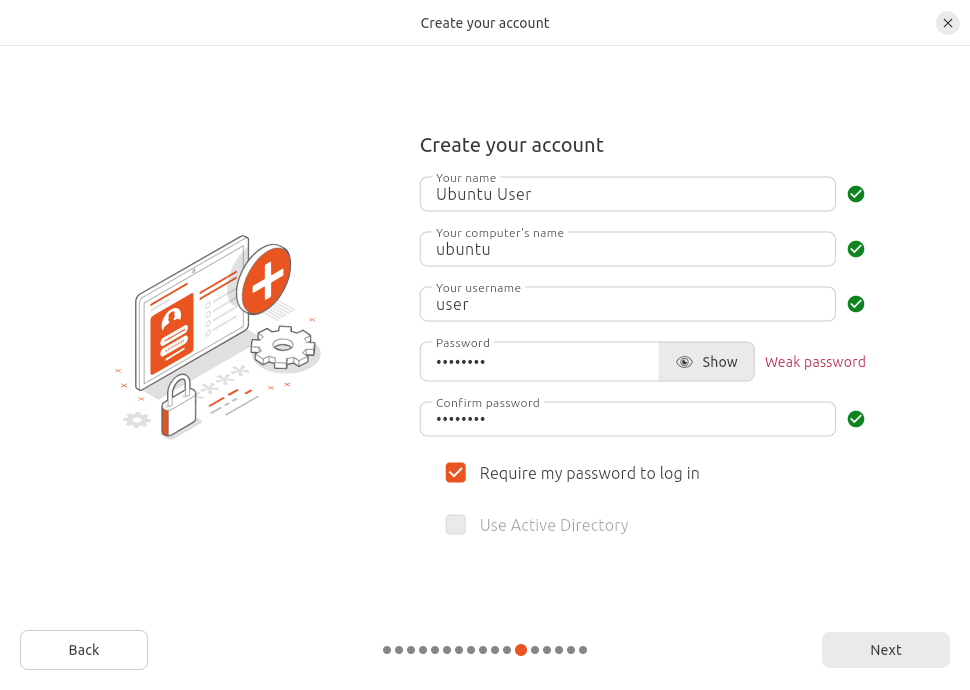 Create your account
Create your account
Your name
Ubuntu User
Your computer's name
ubuntu
Your username
user
Password
••••••••
Show
Weak password
Confirm password
••••••••
Require my password to log in
Use Active Directory
Back
Next